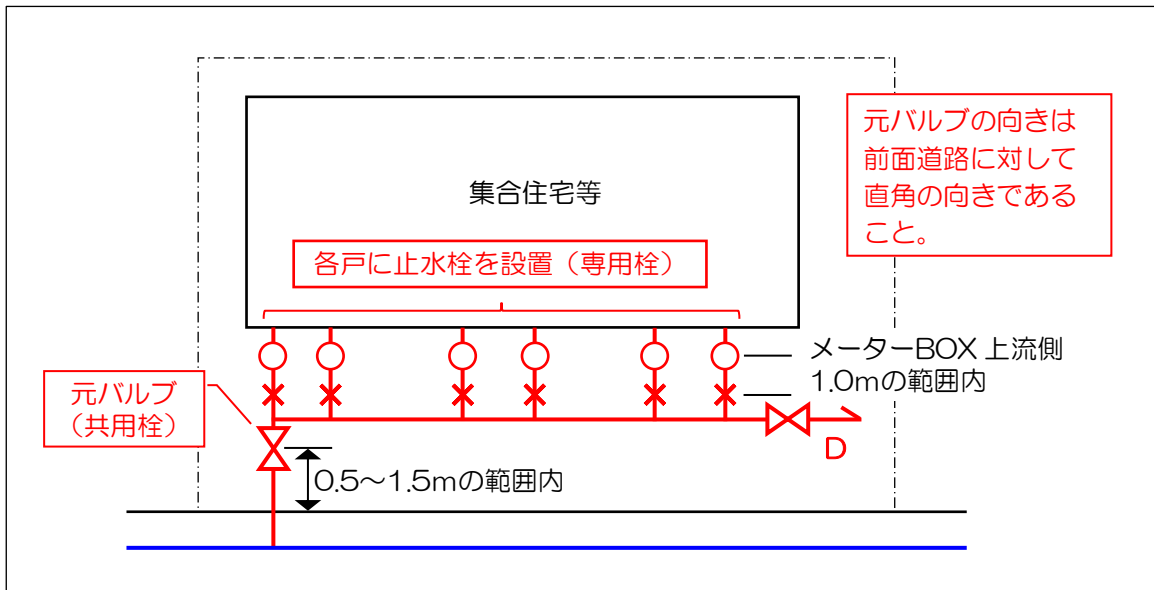 元バルブの向きは
前面道路に対して
直角の向きである
こと。
集合住宅等
各戸に止水栓を設置（専用栓）
メーターBOX 上流側
1.0mの範囲内
元バルブ
（共用栓）
D
0.5～1.5mの範囲内